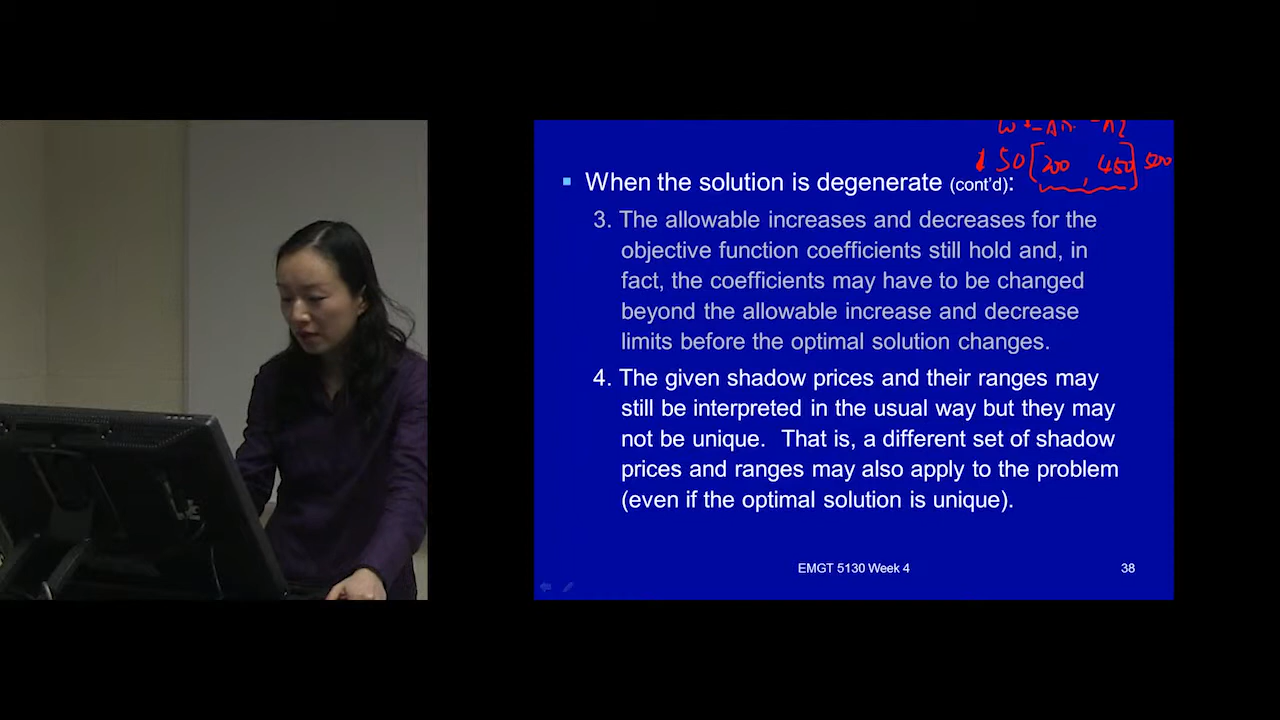 150 [200, 450] 500
When the solution is degenerate (cont'd):
3. The allowable increases and decreases for the
objective function coefficients still hold and, in
fact, the coefficients may have to be changed
beyond the allowable increase and decrease
limits before the optimal solution changes.
4. The given shadow prices and their ranges may
still be interpreted in the usual way but they may
not be unique. That is, a different set of shadow
prices and ranges may also apply to the problem
(even if the optimal solution is unique).
EMGT 5130 Week 4
38